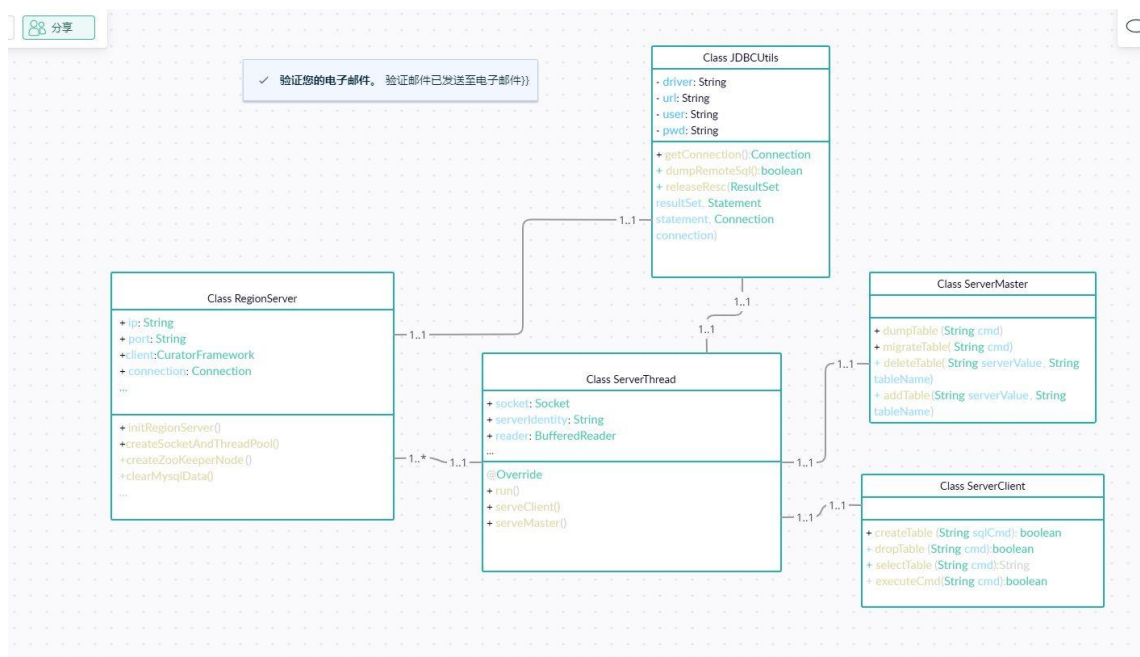 分享
验证您的电子邮件。 验证邮件已发送至电子邮件}}
Class JDBCUtils
- driver: String
- url: String
- user: String
- pwd: String
+ getConnection():Connection
+ dumpRemoteSql():boolean
+ releaseResc(ResultSet
resultSet, Statement
statement, Connection
connection)
1..1
1..1
1..1
Class RegionServer
+ ip: String
+ port: String
+client:CuratorFramework
+ connection: Connection
...
+ initRegionServer()
+createSocketAndThreadPool()
+createZooKeeperNode ()
+clearMysqlData()
...
1..1
1..*
1..1
Class ServerThread
+ socket: Socket
+ serverIdentity: String
+ reader: BufferedReader
...
@Override
+ run()
+ serveClient()
+ serveMaster()
1..1
1..1
1..1
1..1
Class ServerMaster
+ dumpTable (String cmd)
+ migrateTable( String cmd)
+ deleteTable( String serverValue, String
tableName)
+ addTable(String serverValue, String
tableName)
Class ServerClient
+ createTable (String sqlCmd): boolean
+ dropTable (String cmd):boolean
+ selectTable (String cmd):String
+ executeCmd(String cmd):boolean